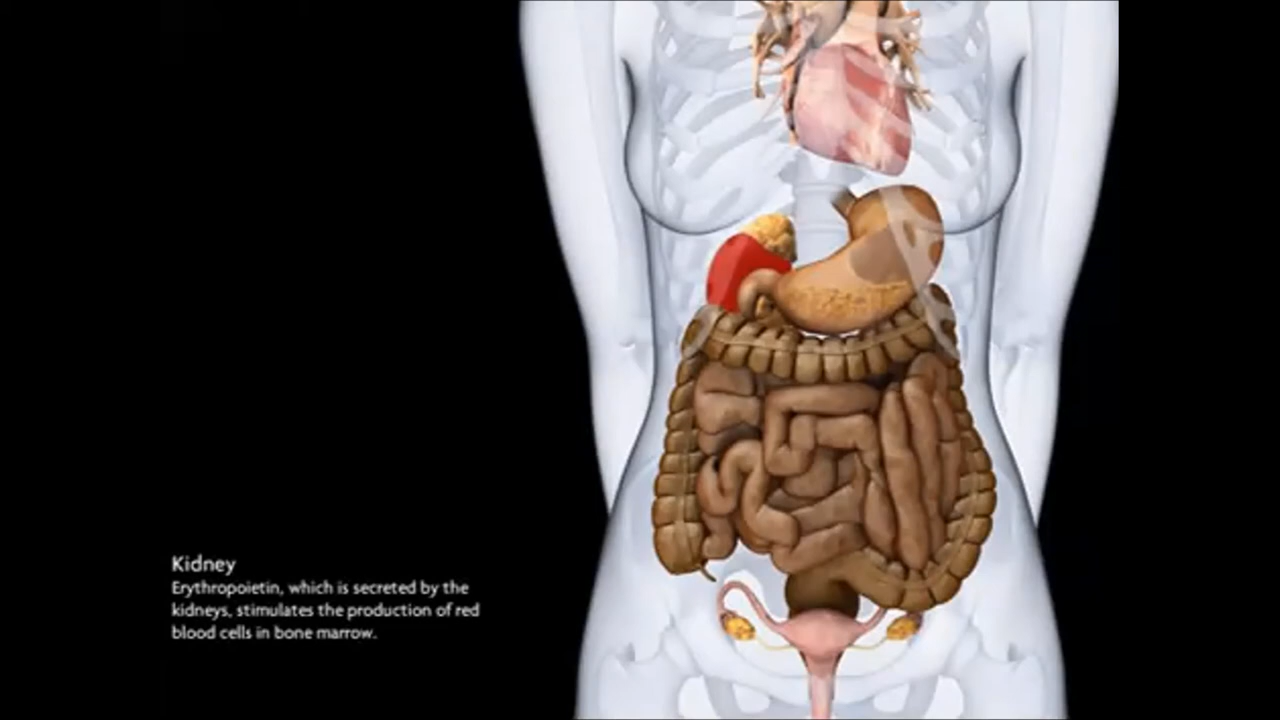 Kidney
Erythropoietin, which is secreted by the
kidneys, stimulates the production of red
blood cells in bone marrow.